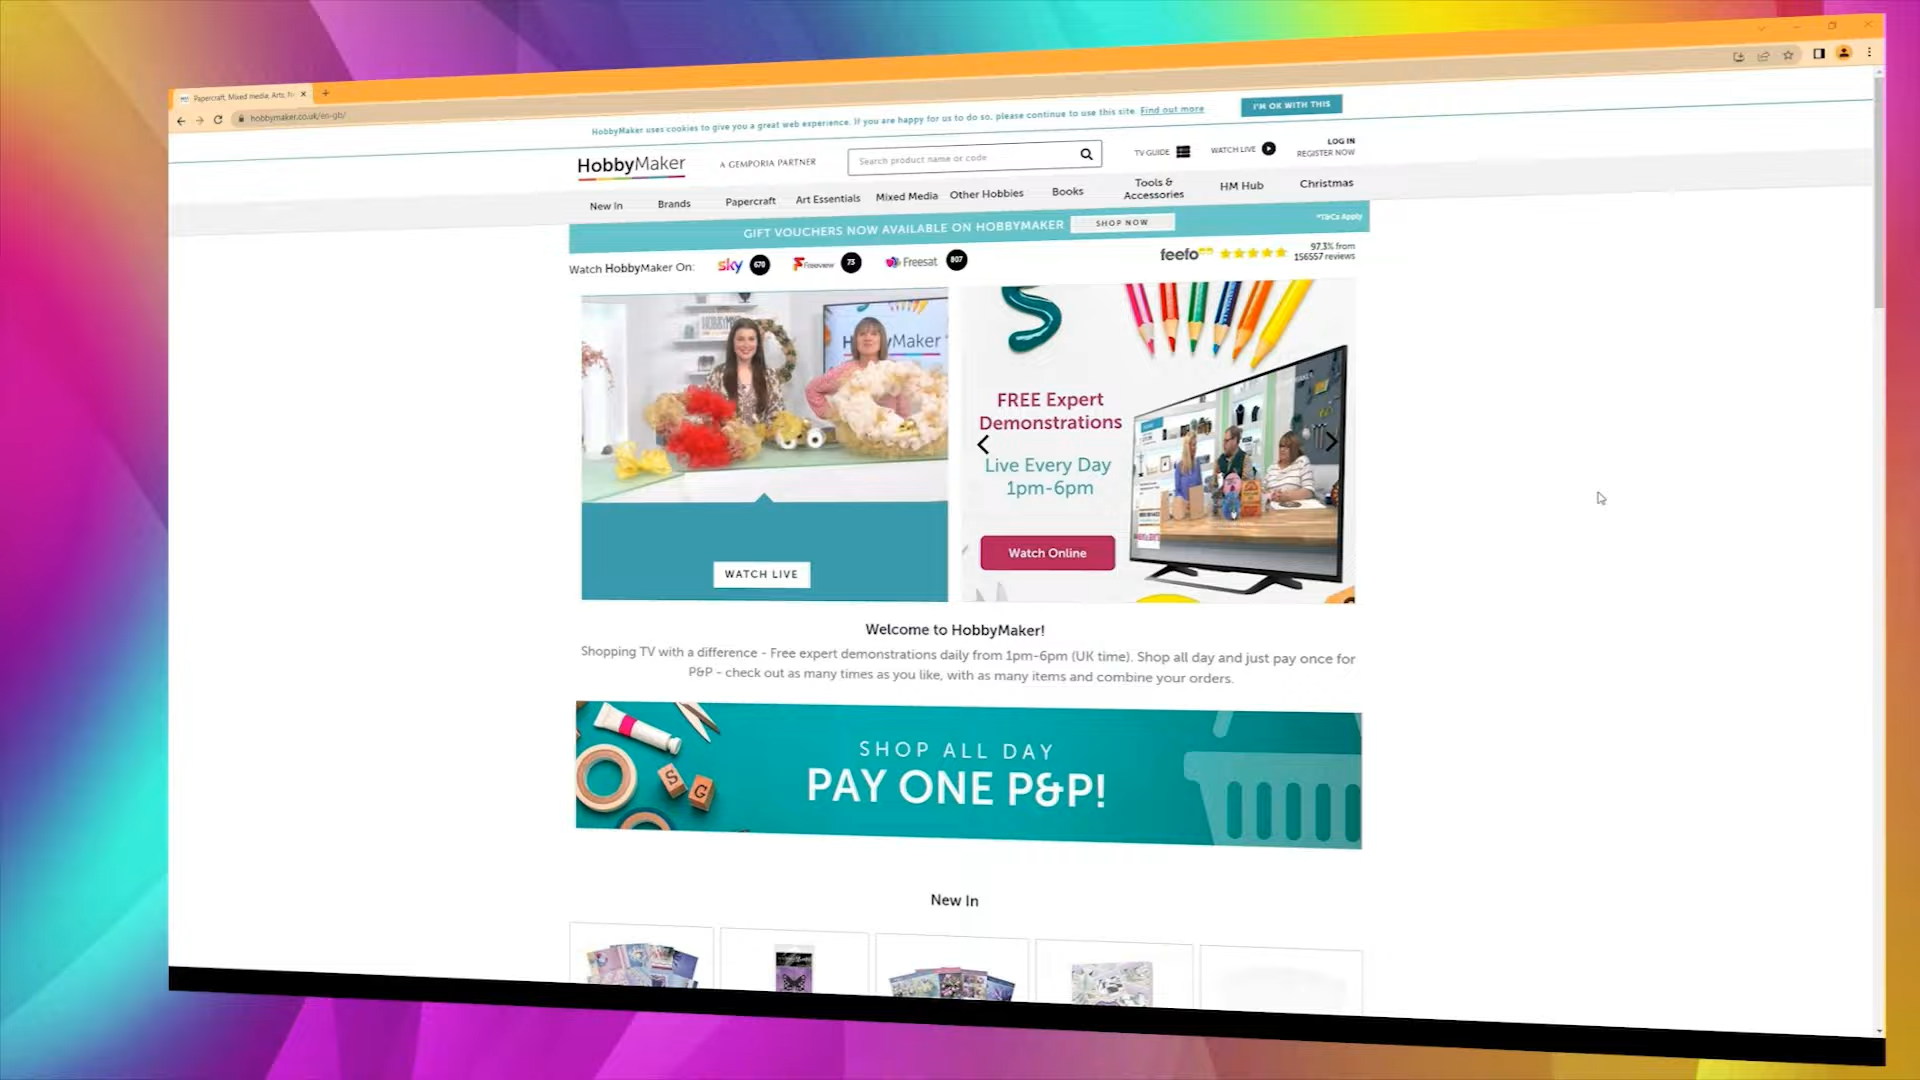 Papercraft, Mixed media, Arts,
hobbymaker.co.uk/en-gb/
HobbyMaker uses cookies to give you a great web experience. If you are happy for us to do so, please continue to use this site. Find out more
I'M OK WITH THIS
HobbyMaker
A GEMPORIA PARTNER
Search product name or code
TV GUIDE
WATCH LIVE
LOG IN
REGISTER NOW
New In
Brands
Papercraft
Art Essentials
Mixed Media
Other Hobbies
Books
Tools &
Accessories
HM Hub
Christmas
GIFT VOUCHERS NOW AVAILABLE ON HOBBYMAKER
SHOP NOW
*T&Cs Apply
Watch HobbyMaker On:
sky 670
Freeview 73
Freesat 807
feefo
97.3% from
156557 reviews
HobbyMaker
FREE Expert
Demonstrations
Live Every Day
1pm-6pm
Watch Online
WATCH LIVE
Welcome to HobbyMaker!
Shopping TV with a difference - Free expert demonstrations daily from 1pm-6pm (UK time). Shop all day and just pay once for
P&P - check out as many times as you like, with as many items and combine your orders.
S
G
SHOP ALL DAY
PAY ONE P&P!
New In